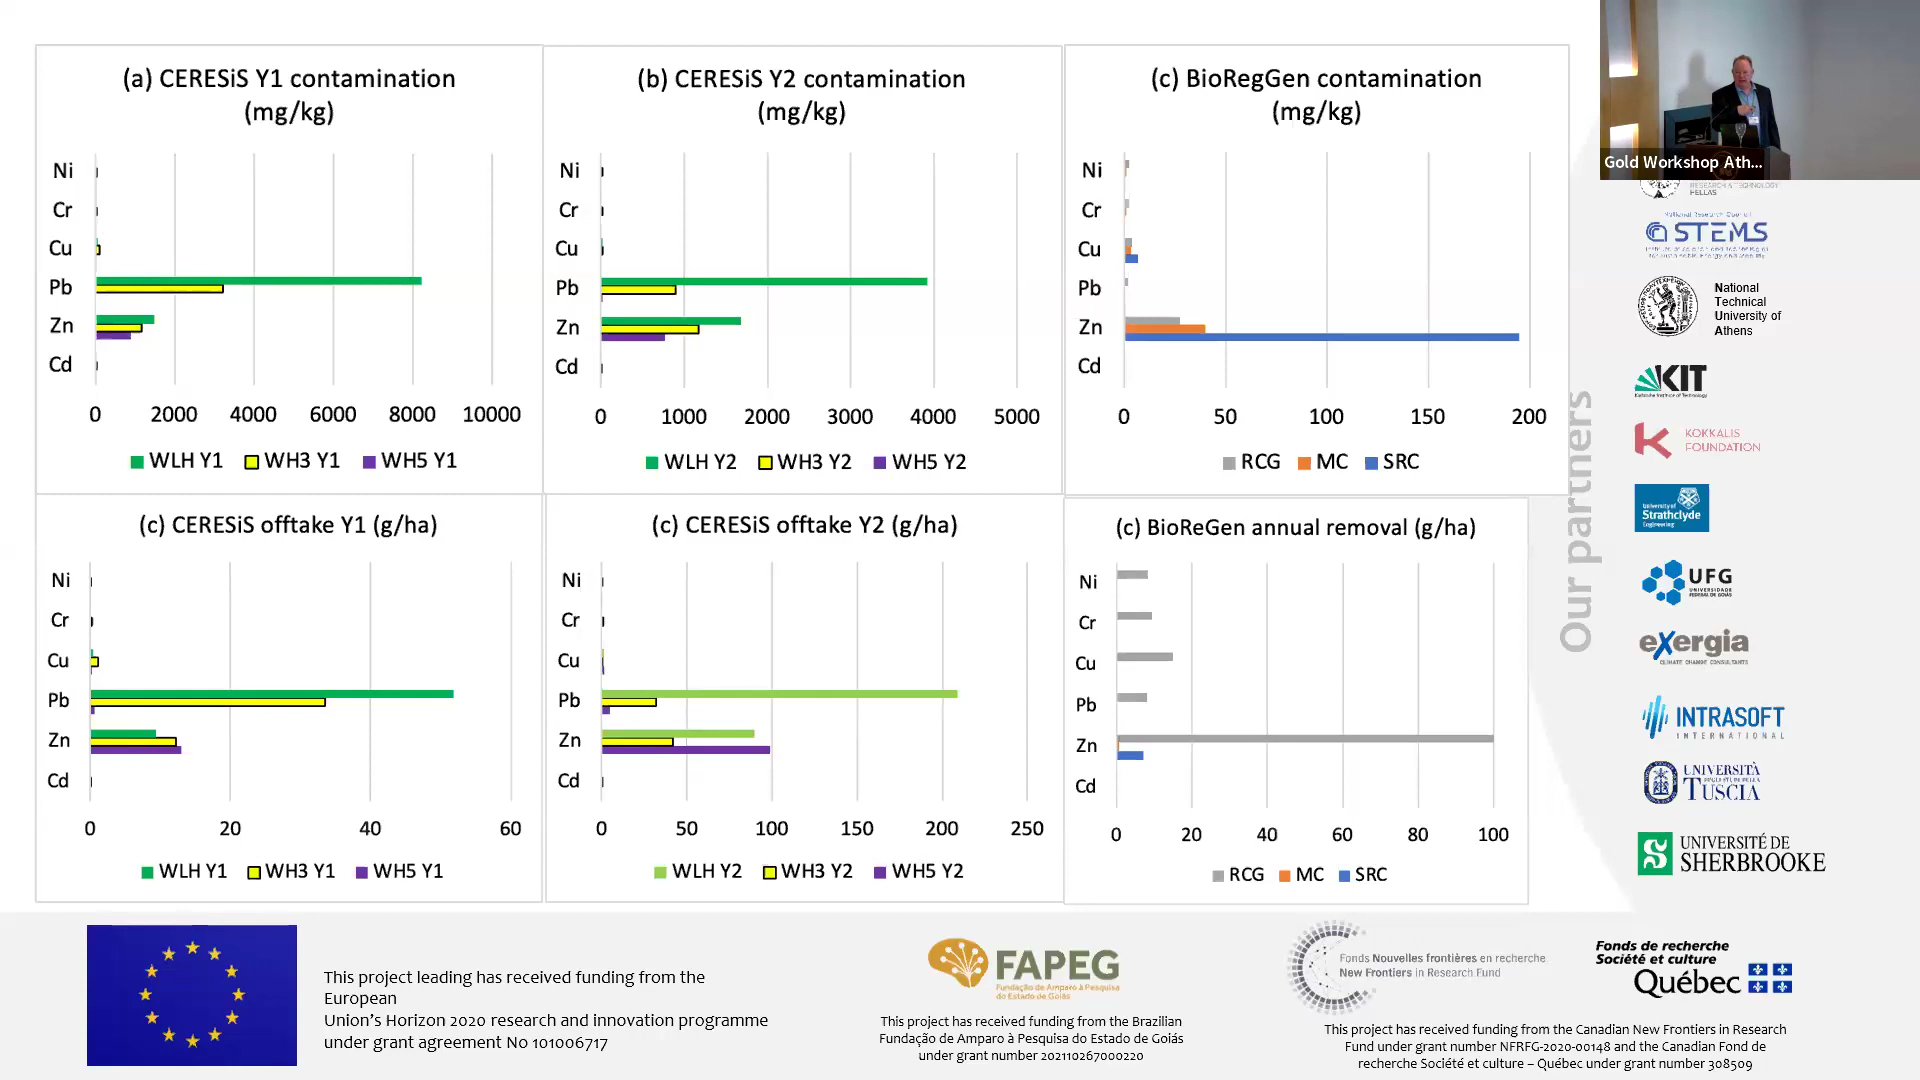 (a) CERESiS Y1 contamination
(mg/kg)
Ni
Cr
Cu
Pb
Zn
Cd
0 2000 4000 6000 8000 10000
WLH Y1 WH3 Y1 WH5 Y1
(b) CERESiS Y2 contamination
(mg/kg)
Ni
Cr
Cu
Pb
Zn
Cd
0 1000 2000 3000 4000 5000
WLH Y2 WH3 Y2 WH5 Y2
(c) BioRegGen contamination
(mg/kg)
Ni
Cr
Cu
Pb
Zn
Cd
0 50 100 150 200
RCG MC SRC
(c) CERESiS offtake Y1 (g/ha)
Ni
Cr
Cu
Pb
Zn
Cd
0 20 40 60
WLH Y1 WH3 Y1 WH5 Y1
(c) CERESiS offtake Y2 (g/ha)
Ni
Cr
Cu
Pb
Zn
Cd
0 50 100 150 200 250
WLH Y2 WH3 Y2 WH5 Y2
(c) BioReGen annual removal (g/ha)
Ni
Cr
Cu
Pb
Zn
Cd
0 20 40 60 80 100
RCG MC SRC
Gold Workshop Ath...
Our partners
RESEARCH & TECHNOLOGY
HELLAS
National Research Council
STEMS
National
Technical
University of
Athens
KIT
Karlsruhe Institute of Technology
KOKKALIS
FOUNDATION
University of
Strathclyde
Engineering
UFG
UNIVERSIDADE
FEDERAL DE GOIÁS
eXergia
CLIMATE CHANGE CONSULTANTS
INTRASOFT
INTERNATIONAL
UNIVERSITÀ
TUSCIA
UNIVERSITÉ DE
SHERBROOKE
This project leading has received funding from the
European
Union's Horizon 2020 research and innovation programme
under grant agreement No 101006717
FAPEG
Fundação de Amparo à Pesquisa
do Estado de Goiás
This project has received funding from the Brazilian
Fundação de Amparo à Pesquisa do Estado de Goiás
under grant number 202110267000220
Fonds Nouvelles frontières en recherche
New Frontiers in Research Fund
Fonds de recherche
Société et culture
Québec
This project has received funding from the Canadian New Frontiers in Research
Fund under grant number NFRFG-2020-00148 and the Canadian Fond de
recherche Société et culture – Québec under grant number 308509